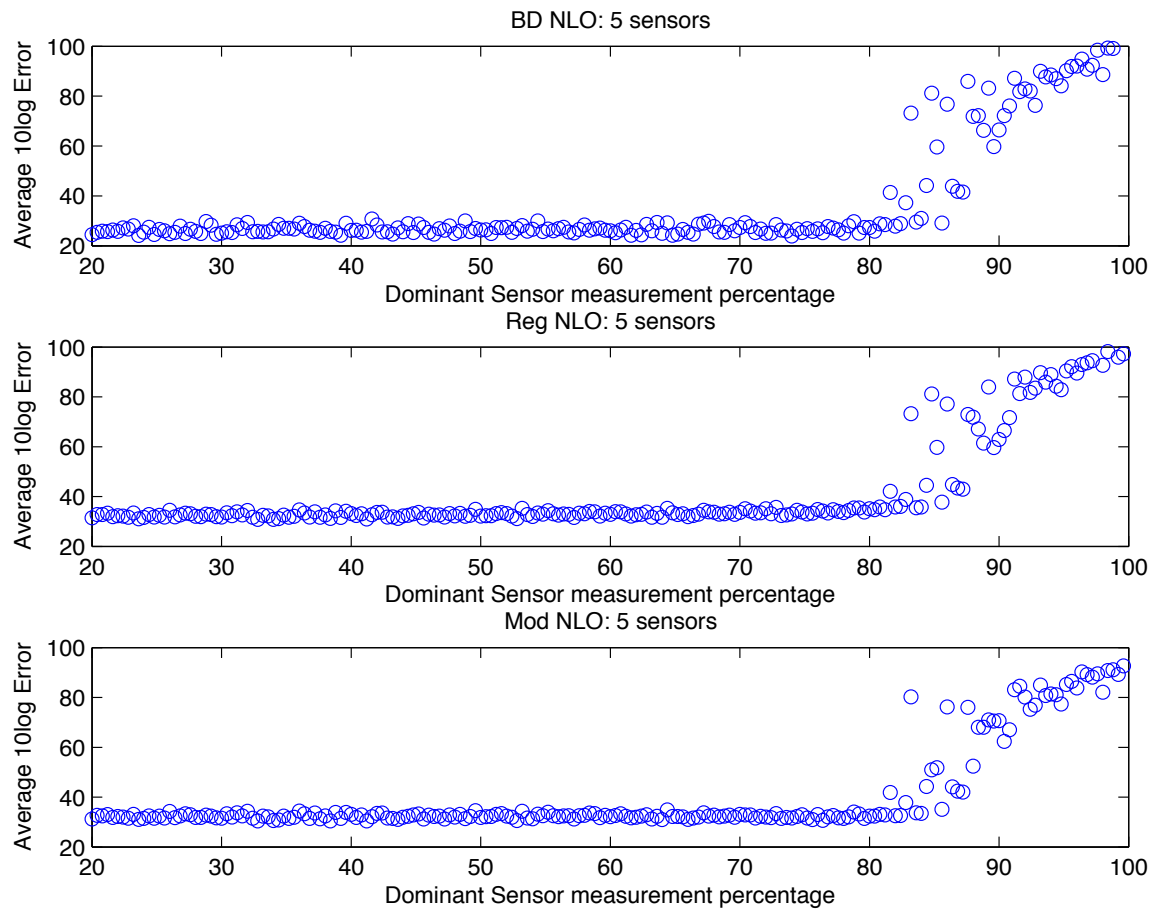 BD NLO: 5 sensors
100
80
60
40
20
Average 10log Error
20 30 40 50 60 70 80 90 100
Dominant Sensor measurement percentage
Reg NLO: 5 sensors
100
80
60
40
20
Average 10log Error
20 30 40 50 60 70 80 90 100
Dominant Sensor measurement percentage
Mod NLO: 5 sensors
100
80
60
40
20
Average 10log Error
20 30 40 50 60 70 80 90 100
Dominant Sensor measurement percentage